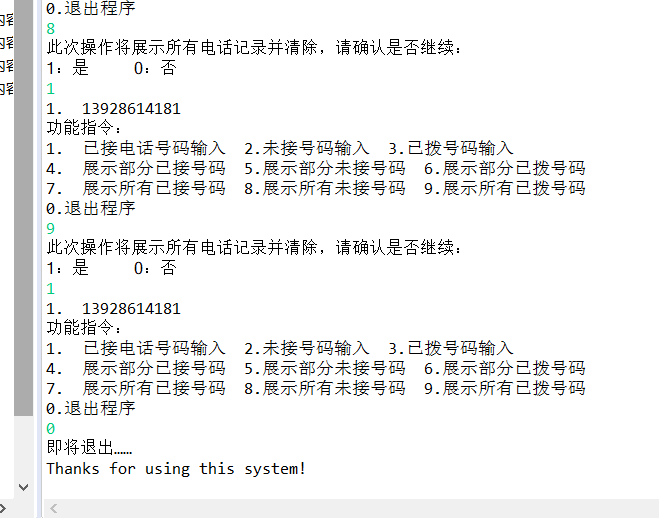 0.退出程序
8
此次操作将展示所有电话记录并清除，请确认是否继续：
1：是 0：否
1
1. 13928614181
功能指令：
1. 已接电话号码输入 2.未接号码输入 3.已拨号码输入
4. 展示部分已接号码 5.展示部分未接号码 6.展示部分已拨号码
7. 展示所有已接号码 8.展示所有未接号码 9.展示所有已拨号码
0.退出程序
9
此次操作将展示所有电话记录并清除，请确认是否继续：
1：是 0：否
1
1. 13928614181
功能指令：
1. 已接电话号码输入 2.未接号码输入 3.已拨号码输入
4. 展示部分已接号码 5.展示部分未接号码 6.展示部分已拨号码
7. 展示所有已接号码 8.展示所有未接号码 9.展示所有已拨号码
0.退出程序
0
即将退出……
Thanks for using this system!